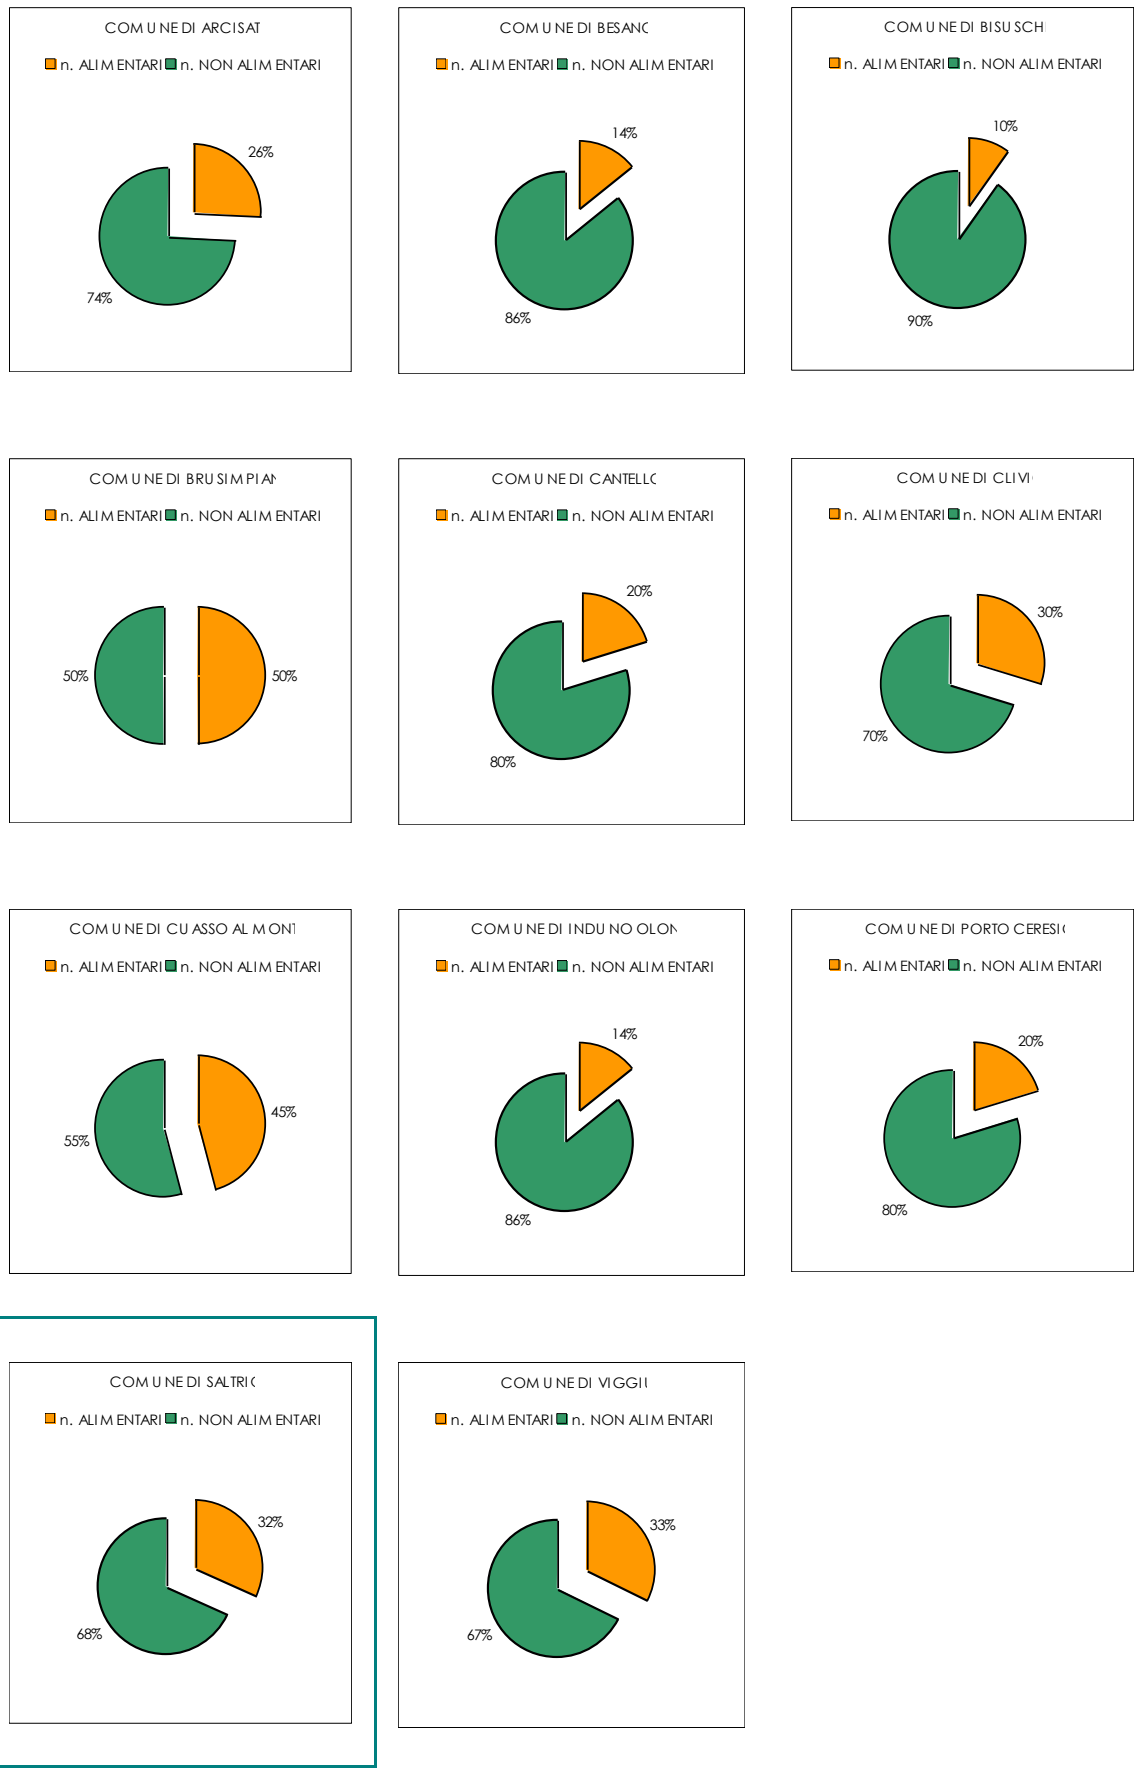 COMUNE DI ARCISAT
n. ALIMENTARI n. NON ALIMENTARI
26%
74%
COMUNE DI BESANO
n. ALIMENTARI n. NON ALIMENTARI
14%
86%
COMUNE DI BISUSCH
n. ALIMENTARI n. NON ALIMENTARI
10%
90%
COMUNE DI BRUSIMPIAN
n. ALIMENTARI n. NON ALIMENTARI
50%
50%
COMUNE DI CANTELLO
n. ALIMENTARI n. NON ALIMENTARI
20%
80%
COMUNE DI CLIVI
n. ALIMENTARI n. NON ALIMENTARI
30%
70%
COMUNE DI CUASSO AL MONT
n. ALIMENTARI n. NON ALIMENTARI
45%
55%
COMUNE DI INDUNO OLON
n. ALIMENTARI n. NON ALIMENTARI
14%
86%
COMUNE DI PORTO CERESIO
n. ALIMENTARI n. NON ALIMENTARI
20%
80%
COMUNE DI SALTRIO
n. ALIMENTARI n. NON ALIMENTARI
32%
68%
COMUNE DI VIGGIU
n. ALIMENTARI n. NON ALIMENTARI
33%
67%